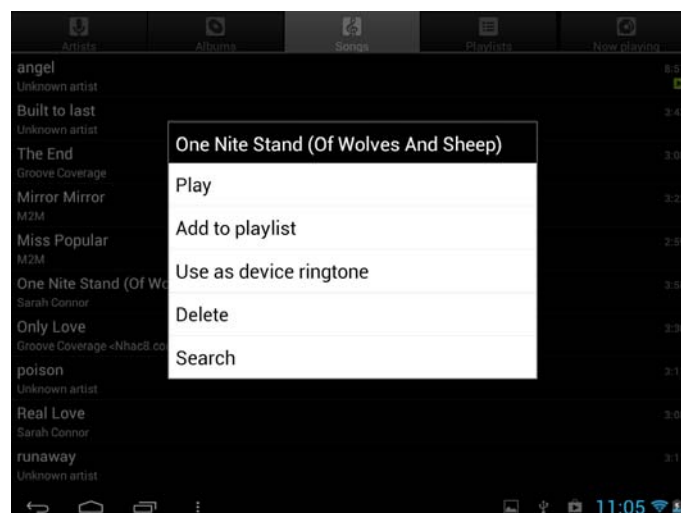 Artists Albums Songs Playlists Now playing
angel
Unknown artist
Built to last
Unknown artist
The End
Groove Coverage
Mirror Mirror
M2M
Miss Popular
M2M
One Nite Stand (Of
Sarah Connor
Only Love
Groove Coverage
poison
Unknown artist
Real Love
Sarah Connor
runaway
Unknown artist
One Nite Stand (Of Wolves And Sheep)
Play
Add to playlist
Use as device ringtone
Delete
Search
11:05